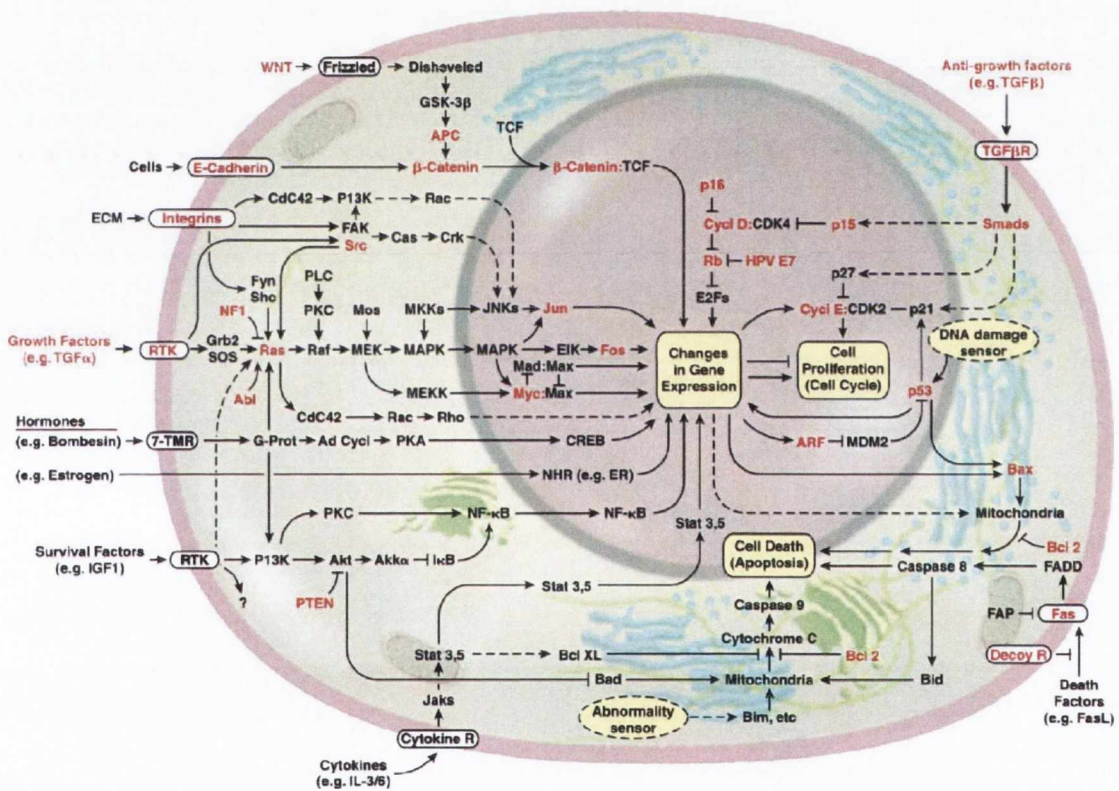 WNT
Frizzled
Disheveled
GSK-3β
APC
TCF
Cells
E-Cadherin
β-Catenin
β-Catenin:TCF
Anti-growth factors
(e.g. TGFβ)
TGFβR
Smads
p16
Cycl D:CDK4
p15
Rb
HPV E7
E2Fs
p27
Cycl E:CDK2
p21
DNA damage
sensor
ECM
Integrins
CdC42
P13K
Rac
FAK
Src
Cas
Crk
Fyn
Shc
PLC
NF1
PKC
Mos
MKKs
JNKs
Jun
Growth Factors
(e.g. TGFα)
RTK
Grb2
SOS
Ras
Raf
MEK
MAPK
MAPK
ElK
Fos
Mad:Max
MEKK
Myc:Max
Abl
CdC42
Rac
Rho
Changes
in Gene
Expression
Cell
Proliferation
(Cell Cycle)
p53
ARF
MDM2
Bax
Hormones
(e.g. Bombesin)
7-TMR
G-Prot
Ad Cycl
PKA
CREB
(e.g. Estrogen)
NHR (e.g. ER)
PKC
NF-κB
NF-κB
Stat 3,5
Mitochondria
Survival Factors
(e.g. IGF1)
RTK
P13K
Akt
Akkα
IκB
?
PTEN
Stat 3,5
Cell Death
(Apoptosis)
Caspase 8
Bcl 2
FADD
Caspase 9
FAP
Fas
Cytochrome C
Stat 3,5
Bcl XL
Bcl 2
Decoy R
Bad
Mitochondria
Bid
Death
Factors
(e.g. FasL)
Jaks
Abnormality
sensor
Bim, etc
Cytokine R
Cytokines
(e.g. IL-3/6)